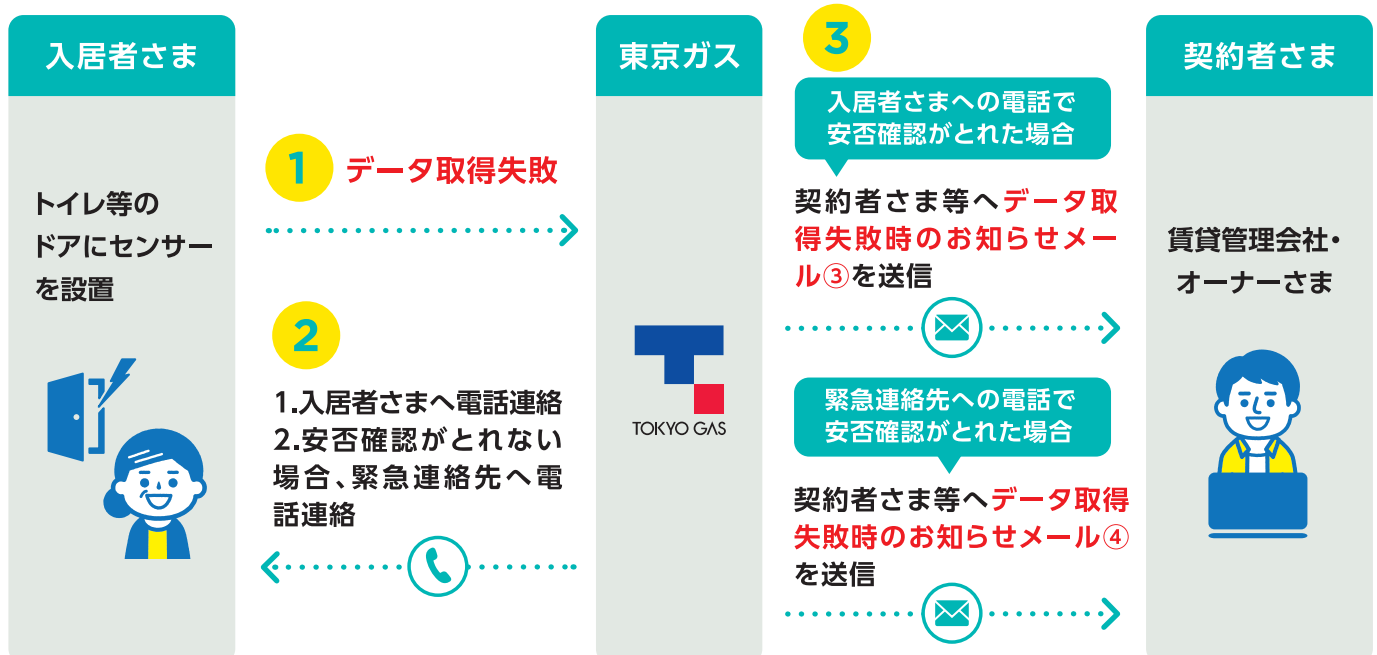 入居者さま
トイレ等の
ドアにセンサー
を設置
1 データ取得失敗
2
1.入居者さまへ電話連絡
2.安否確認がとれない
場合、緊急連絡先へ電
話連絡
東京ガス
TOKYO GAS
3
入居者さまへの電話で
安否確認がとれた場合
契約者さま等へデータ取
得失敗時のお知らせメー
ル③を送信
緊急連絡先への電話で
安否確認がとれた場合
契約者さま等へデータ取得
失敗時のお知らせメール④
を送信
契約者さま
賃貸管理会社・
オーナーさま